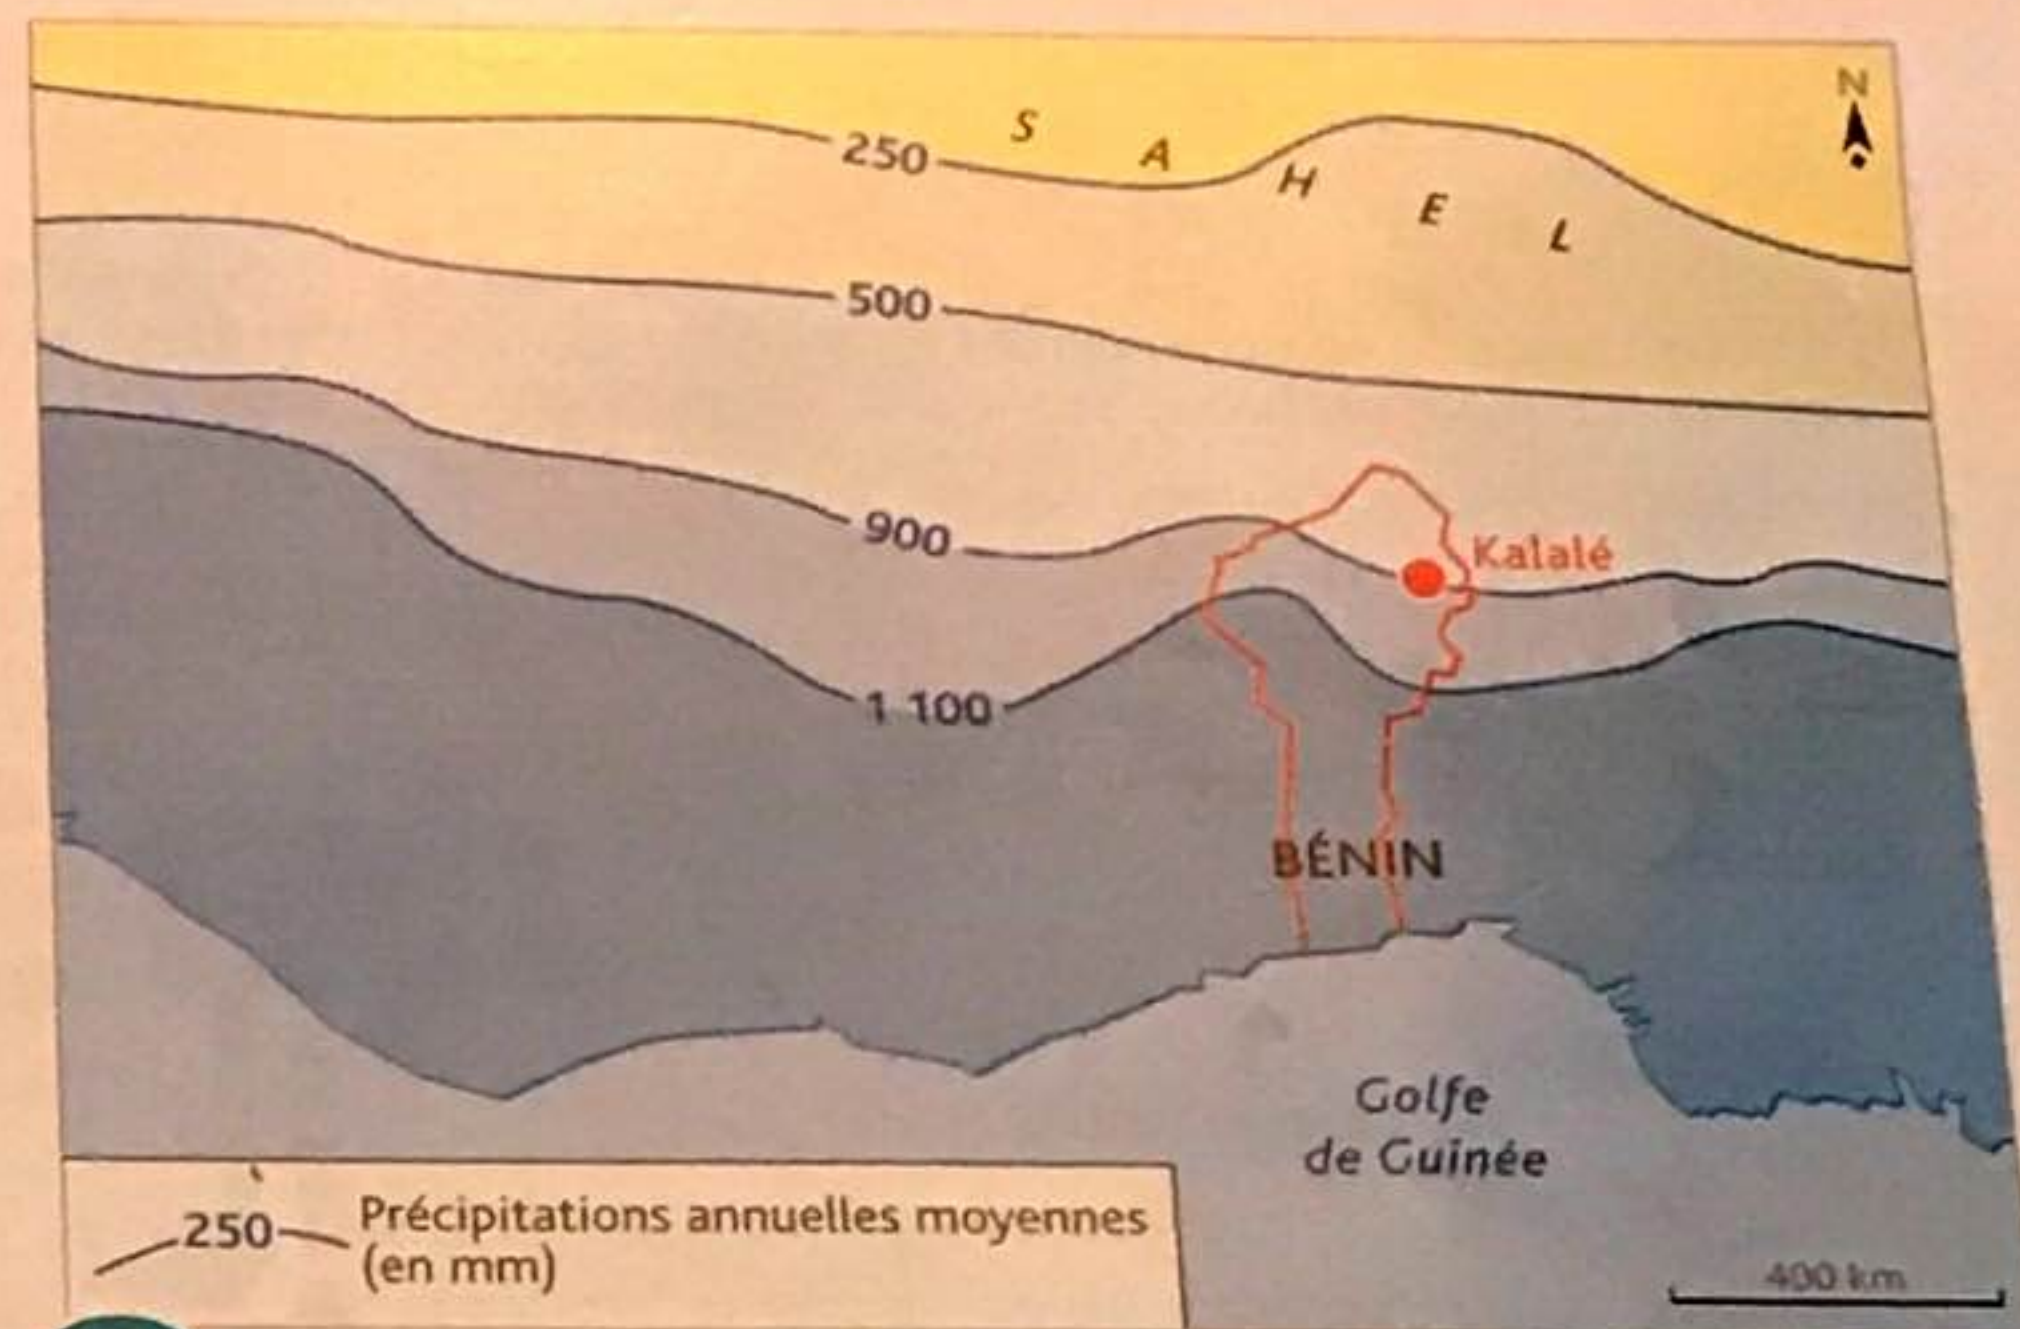 N
S A H E L
250
500
900
Kalalé
1 100
BÉNIN
Golfe
de Guinée
250 Précipitations annuelles moyennes
(en mm)
400 km